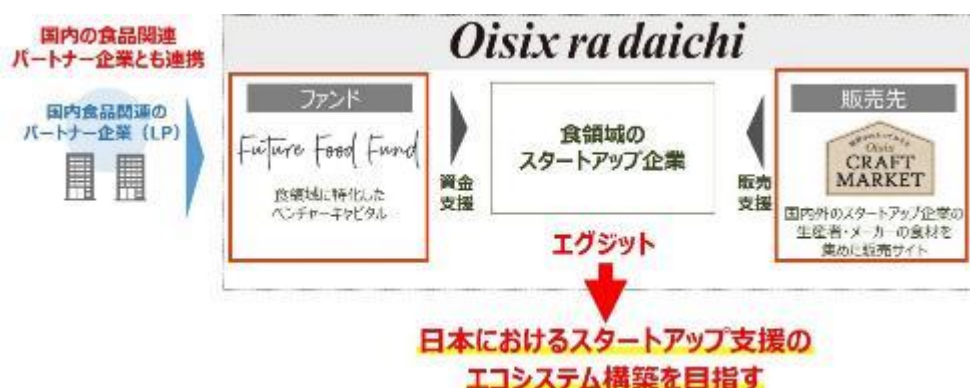 国内の食品関連
パートナー企業とも連携
国内食品関連の
パートナー企業（LP）
Oisix ra daichi
ファンド
Future Food Fund
食領域に特化した
ベンチャーキャピタル
資金
支援
食領域の
スタートアップ企業
販売
支援
販売先
Oisix
CRAFT
MARKET
国内外のスタートアップ企業の
生産者・メーカーの食材を
集めた販売サイト
エグジット
日本におけるスタートアップ支援の
エコシステム構築を目指す